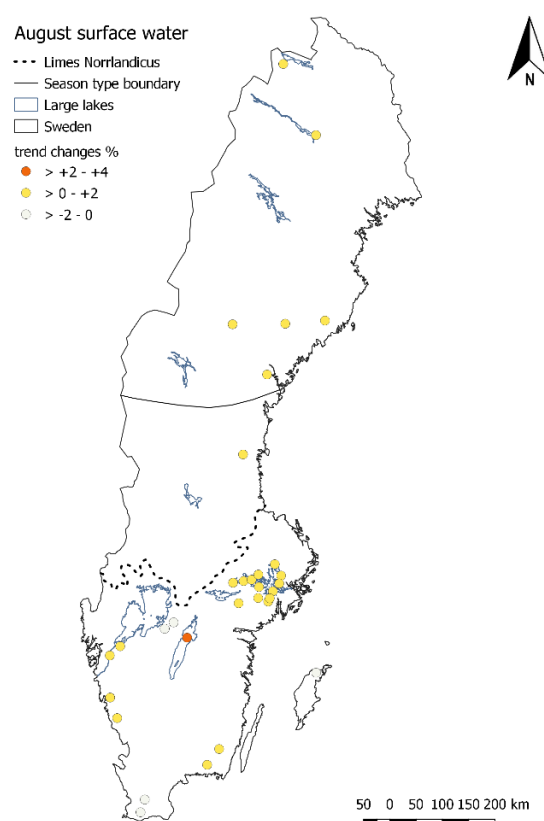 August surface water
Limes Norrlandicus
Season type boundary
Large lakes
Sweden
trend changes %
> +2 - +4
> 0 - +2
> -2 - 0
N
50 0 50 100 150 200 km